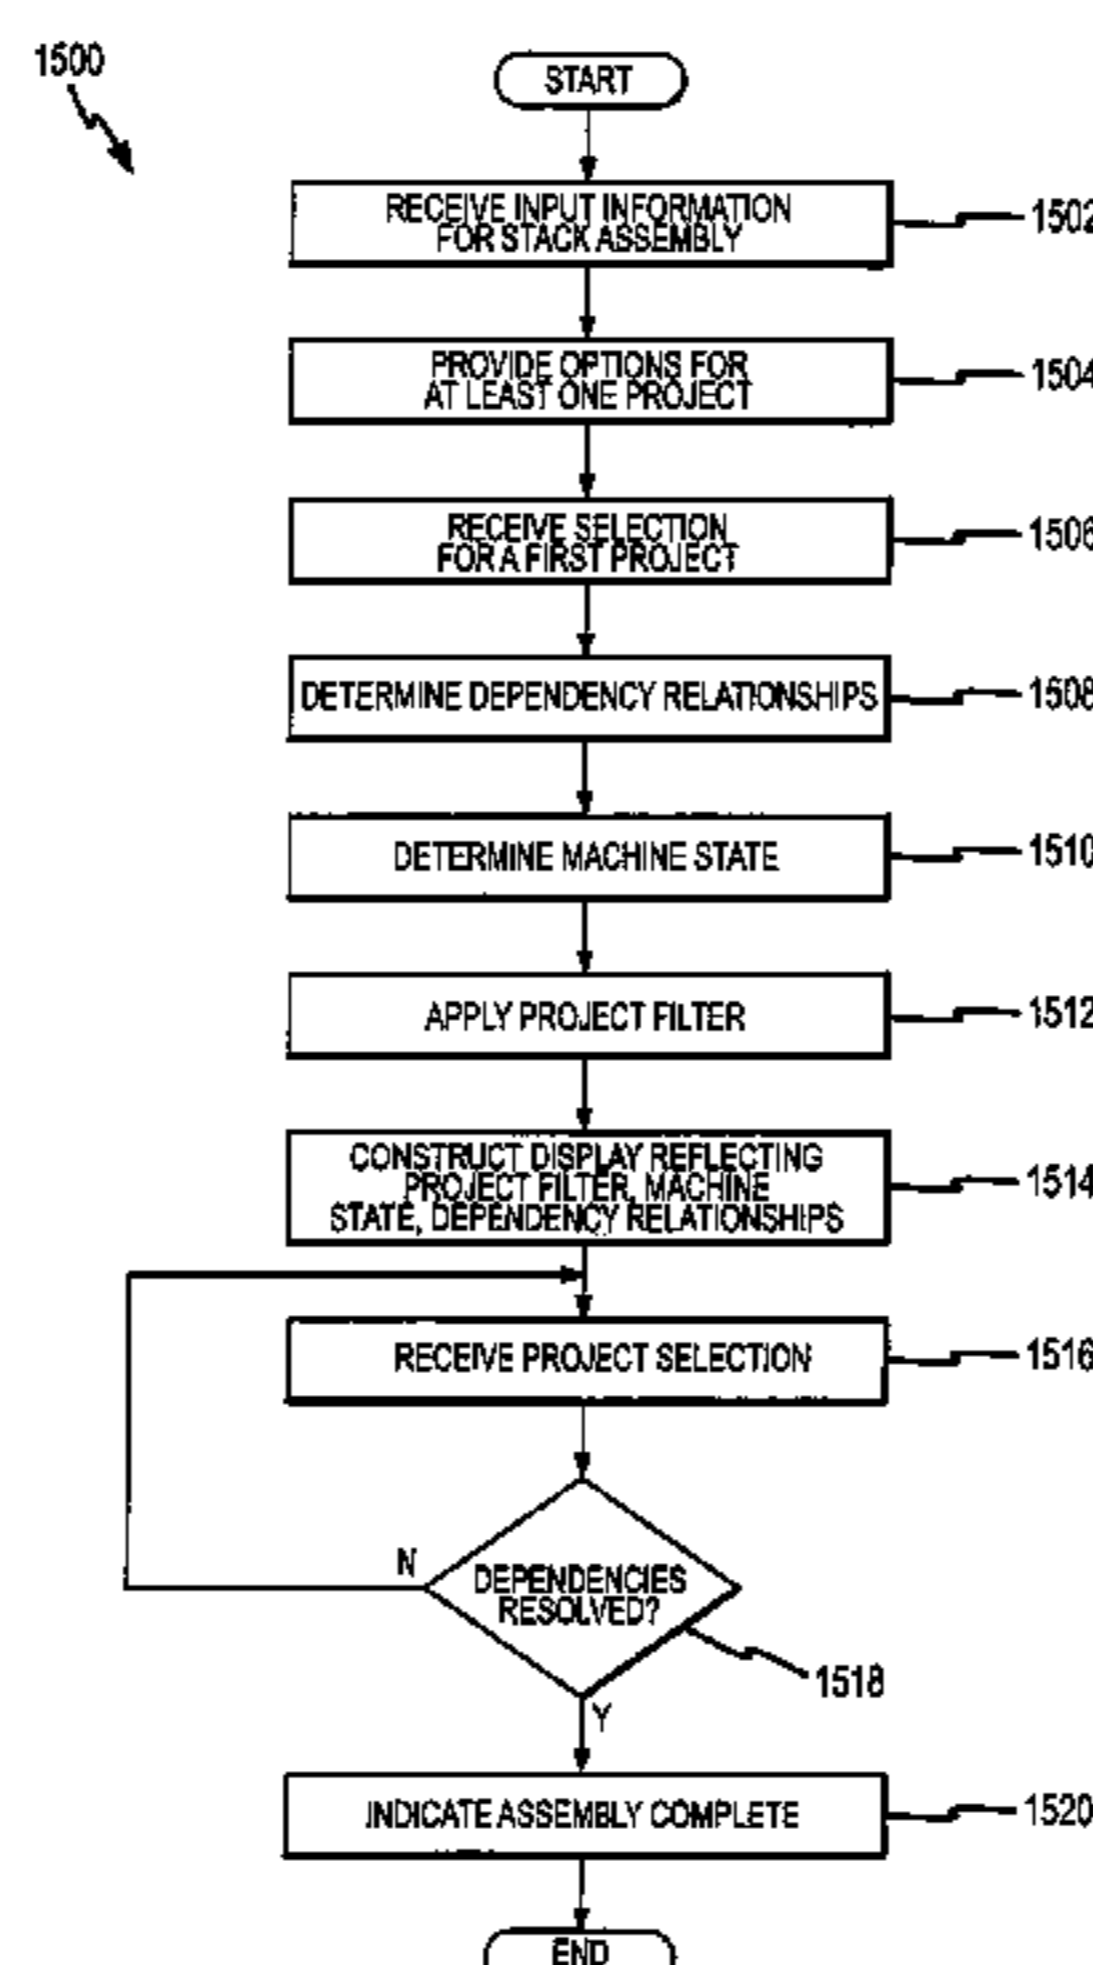 1500
START
RECEIVE INPUT INFORMATION
FOR STACK ASSEMBLY
1502
PROVIDE OPTIONS FOR
AT LEAST ONE PROJECT
1504
RECEIVE SELECTION
FOR A FIRST PROJECT
1506
DETERMINE DEPENDENCY RELATIONSHIPS
1508
DETERMINE MACHINE STATE
1510
APPLY PROJECT FILTER
1512
CONSTRUCT DISPLAY REFLECTING
PROJECT FILTER, MACHINE
STATE, DEPENDENCY RELATIONSHIPS
1514
RECEIVE PROJECT SELECTION
1516
N
DEPENDENCIES
RESOLVED?
1518
Y
INDICATE ASSEMBLY COMPLETE
1520
END